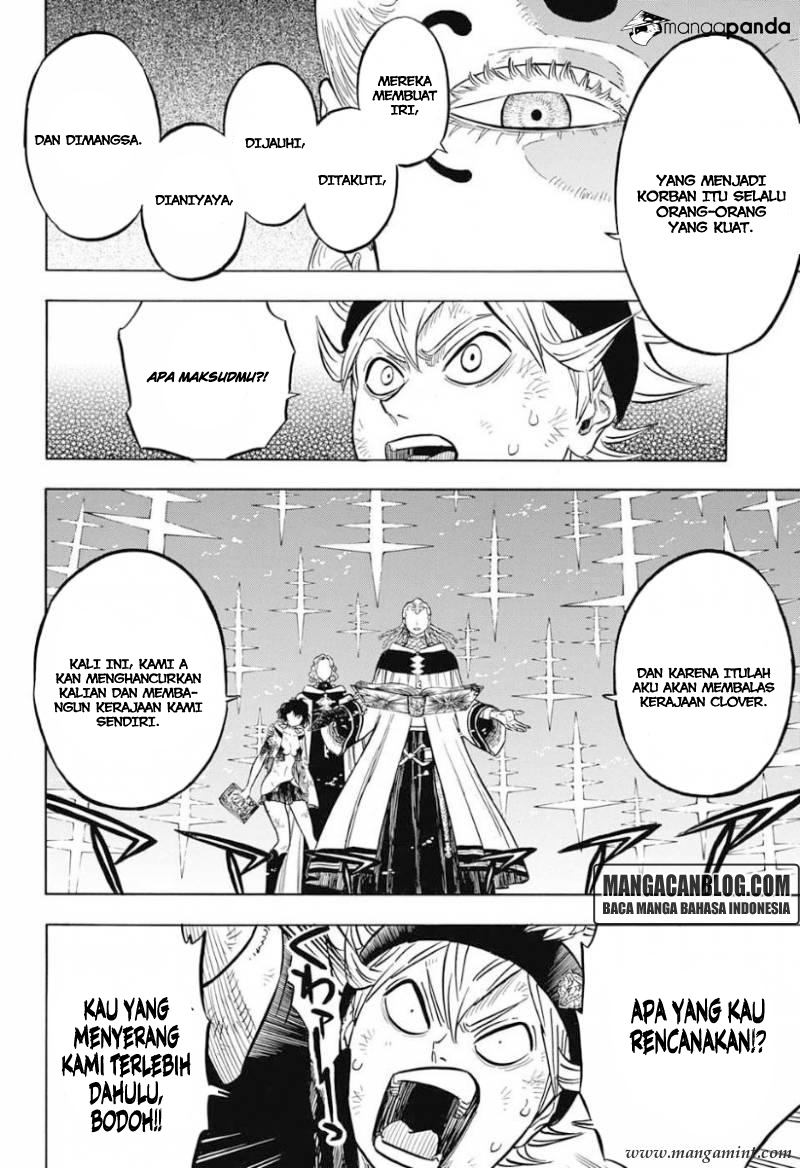 mangapanda
YANG MENJADI
KORBAN ITU SELALU
ORANG-ORANG
YANG KUAT.
MEREKA
MEMBUAT
IRI,
DITAKUTI,
DIJAUHI,
DIANIYAYA,
DAN DIMANGSA.
APA MAKSUDMU?!
DAN KARENA ITULAH
AKU AKAN MEMBALAS
KERAJAAN CLOVER.
KALI INI, KAMI A
KAN MENGHANCURKAN
KALIAN DAN MEMBA-
NGUN KERAJAAN KAMI
SENDIRI.
MANGACANBLOG.COM
BACA MANGA BAHASA INDONESIA
APA YANG KAU
RENCANAKAN!?
くわァ
KAU YANG
MENYERANG
KAMI TERLEBIH
DAHULU,
BODOH!!
www.mangamint.com